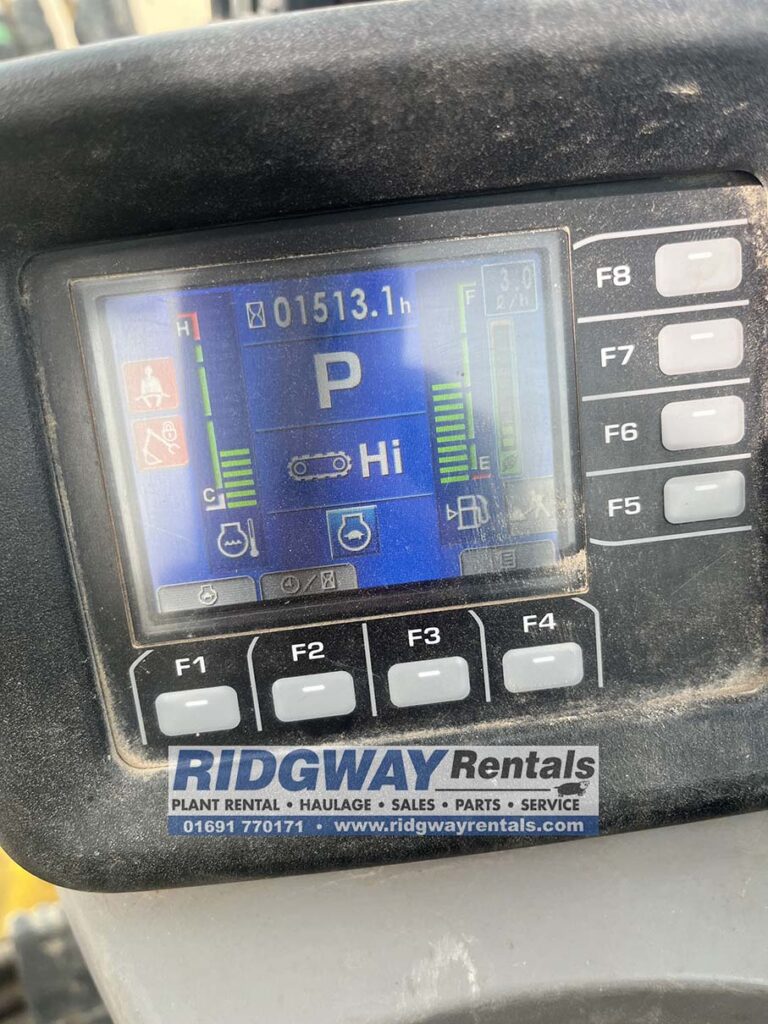 01513.1h
3.0
ℓ/h
H
F
P
Hi
C
E
F8
F7
F6
F5
F1
F2
F3
F4
RIDGWAY Rentals
PLANT RENTAL • HAULAGE • SALES • PARTS • SERVICE
01691 770171 • www.ridgwayrentals.com